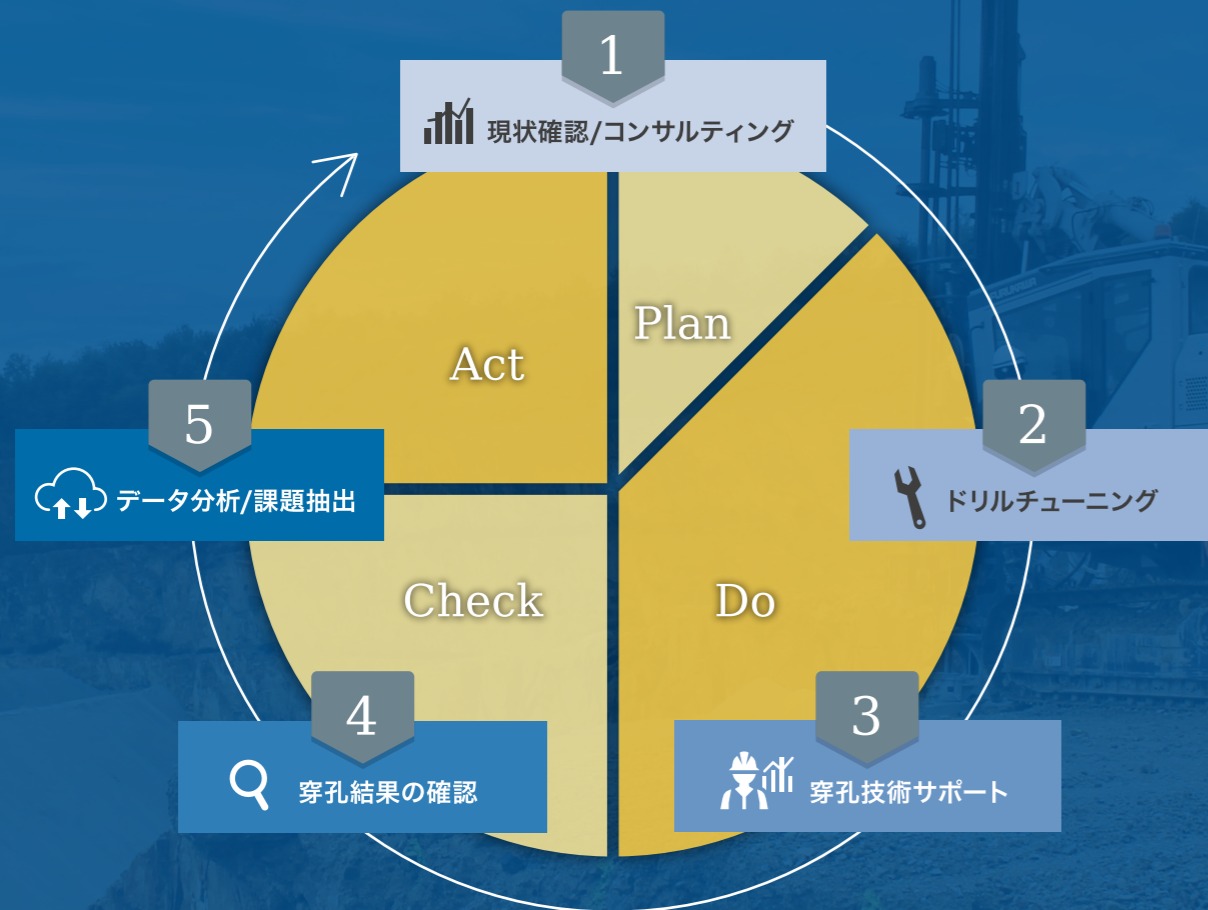 1
現状確認/コンサルティング
Plan
2
ドリルチューニング
Do
3
穿孔技術サポート
4
穿孔結果の確認
Check
5
データ分析/課題抽出
Act